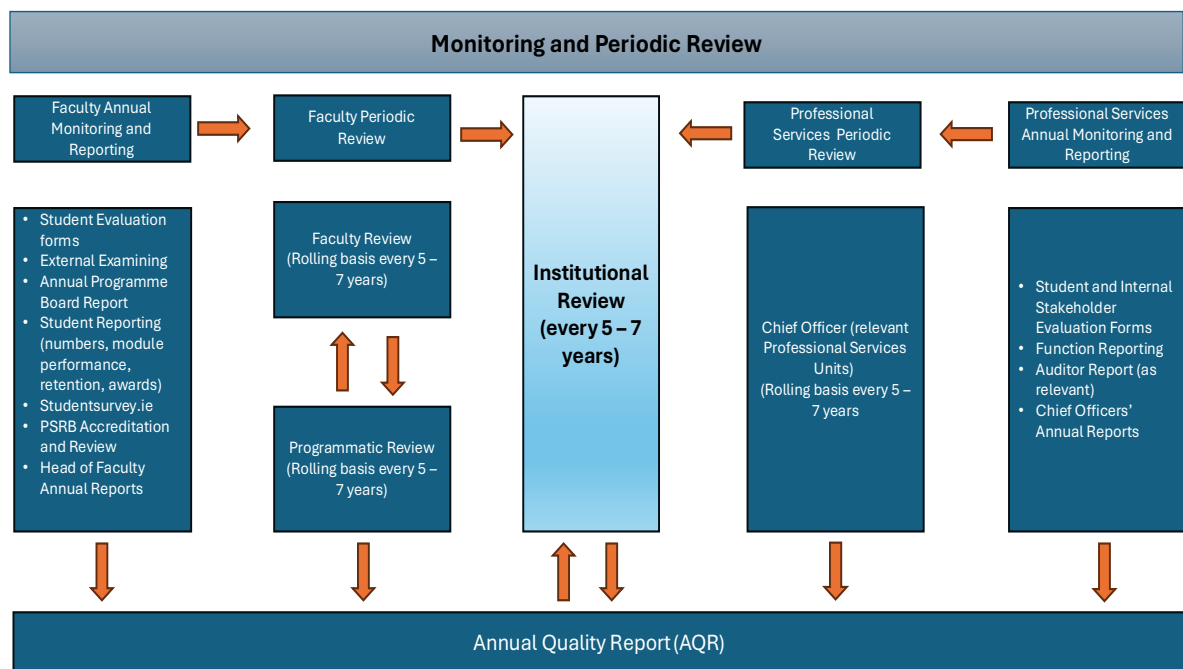 Monitoring and Periodic Review
Faculty Annual
Monitoring and
Reporting
Faculty Periodic
Review
Professional
Services Periodic
Review
Professional Services
Annual Monitoring and
Reporting
• Student Evaluation
forms
• External Examining
• Annual Programme
Board Report
• Student Reporting
(numbers, module
performance,
retention, awards)
• Studentsurvey.ie
• PSRB Accreditation
and Review
• Head of Faculty
Annual Reports
Faculty Review
(Rolling basis every 5 –
7 years)
Programmatic Review
(Rolling basis every 5 –
7 years)
Institutional
Review
(every 5 – 7
years)
Chief Officer (relevant
Professional Services
Units)
(Rolling basis every 5 –
7 years
• Student and Internal
Stakeholder
Evaluation Forms
• Function Reporting
• Auditor Report (as
relevant)
• Chief Officers’
Annual Reports
Annual Quality Report (AQR)